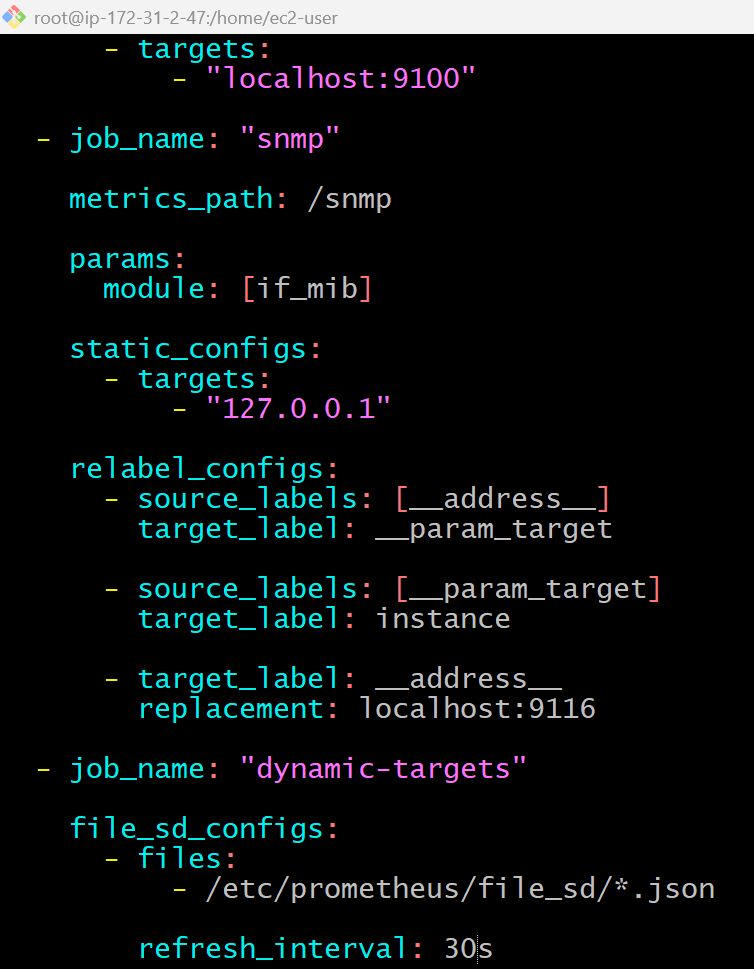 root@ip-172-31-2-47:/home/ec2-user
- targets:
- "localhost:9100"
- job_name: "snmp"
metrics_path: /snmp
params:
module: [if_mib]
static_configs:
- targets:
- "127.0.0.1"
relabel_configs:
- source_labels: [__address__]
target_label: __param_target
- source_labels: [__param_target]
target_label: instance
- target_label: __address__
replacement: localhost:9116
- job_name: "dynamic-targets"
file_sd_configs:
- files:
- /etc/prometheus/file_sd/*.json
refresh_interval: 30s